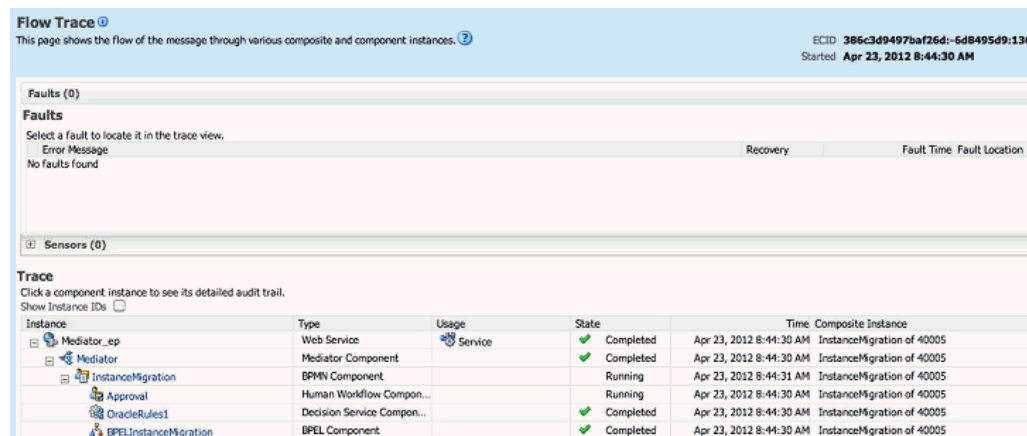 Flow Trace
This page shows the flow of the message through various composite and component instances.
ECID 386c3d9497baf26d:-6d8495d9:136
Started Apr 23, 2012 8:44:30 AM
Faults (0)
Faults
Select a fault to locate it in the trace view.
Error Message Recovery Fault Time Fault Location
No faults found
Sensors (0)
Trace
Click a component instance to see its detailed audit trail.
Show Instance IDs
Instance Type Usage State Time Composite Instance
Mediator_ep Web Service Service Completed Apr 23, 2012 8:44:30 AM InstanceMigration of 40005
Mediator Mediator Component Completed Apr 23, 2012 8:44:30 AM InstanceMigration of 40005
InstanceMigration BPMN Component Running Apr 23, 2012 8:44:31 AM InstanceMigration of 40005
Approval Human Workflow Compon... Running Apr 23, 2012 8:44:30 AM InstanceMigration of 40005
OracleRules1 Decision Service Compon... Completed Apr 23, 2012 8:44:30 AM InstanceMigration of 40005
BPELInstanceMigration BPEL Component Completed Apr 23, 2012 8:44:30 AM InstanceMigration of 40005